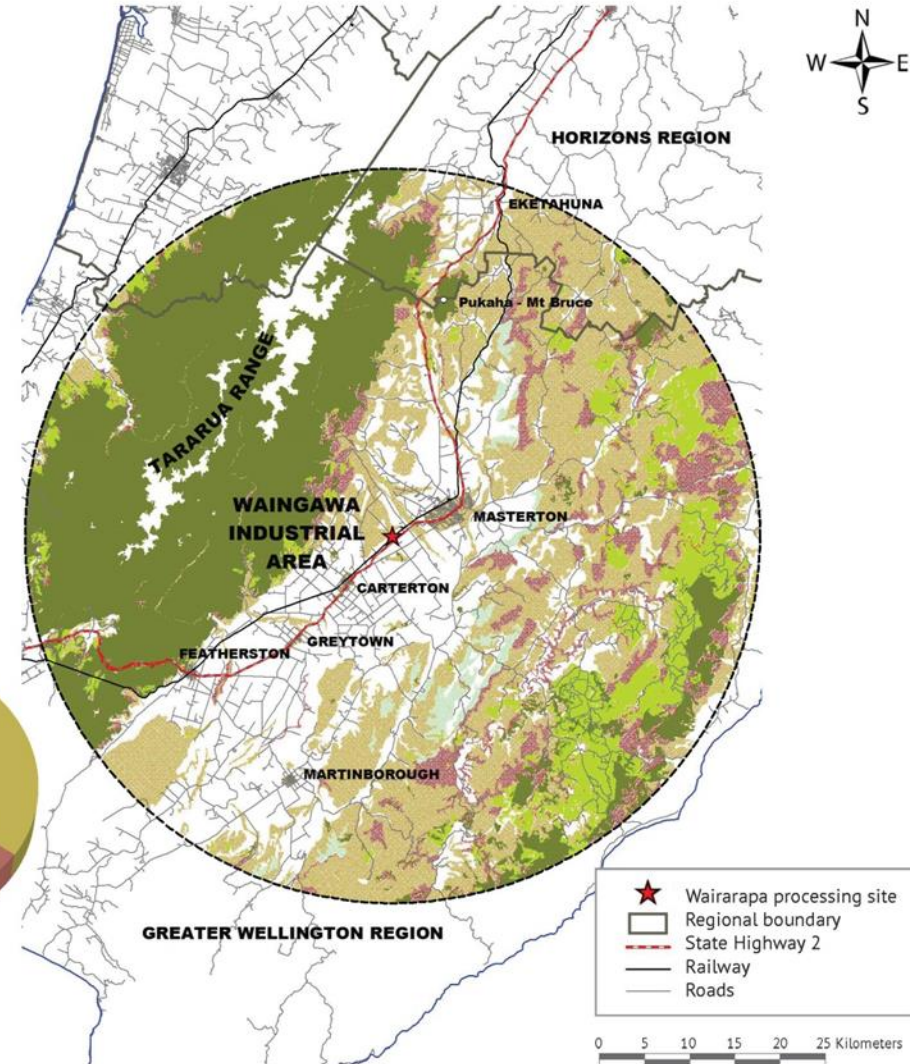 N
W E
S
HORIZONS REGION
EKETAHUNA
Pukaha - Mt Bruce
TARARUA RANGE
WAINGAWA
INDUSTRIAL
AREA
MASTERTON
CARTERTON
GREYTOWN
FEATHERSTON
MARTINBOROUGH
GREATER WELLINGTON REGION
Wairarapa processing site
Regional boundary
State Highway 2
Railway
Roads
0 5 10 15 20 25 Kilometers